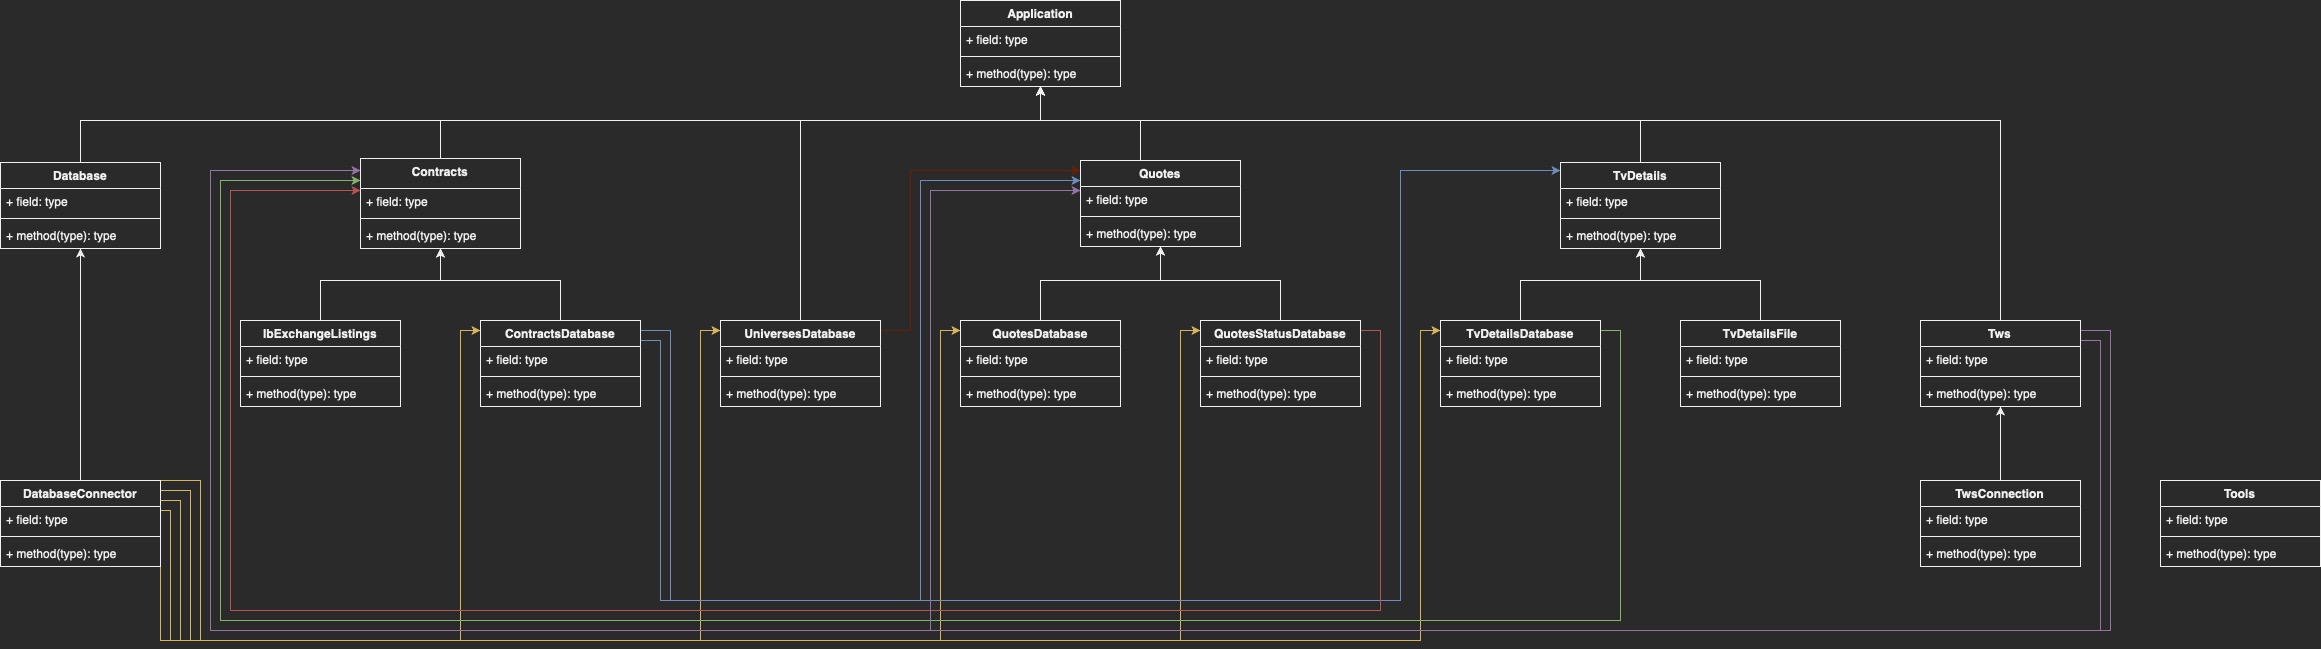 Application
+ field: type
+ method(type): type
Database
+ field: type
+ method(type): type
Contracts
+ field: type
+ method(type): type
Quotes
+ field: type
+ method(type): type
TvDetails
+ field: type
+ method(type): type
IbExchangeListings
+ field: type
+ method(type): type
ContractsDatabase
+ field: type
+ method(type): type
UniversesDatabase
+ field: type
+ method(type): type
QuotesDatabase
+ field: type
+ method(type): type
QuotesStatusDatabase
+ field: type
+ method(type): type
TvDetailsDatabase
+ field: type
+ method(type): type
TvDetailsFile
+ field: type
+ method(type): type
Tws
+ field: type
+ method(type): type
DatabaseConnector
+ field: type
+ method(type): type
TwsConnection
+ field: type
+ method(type): type
Tools
+ field: type
+ method(type): type